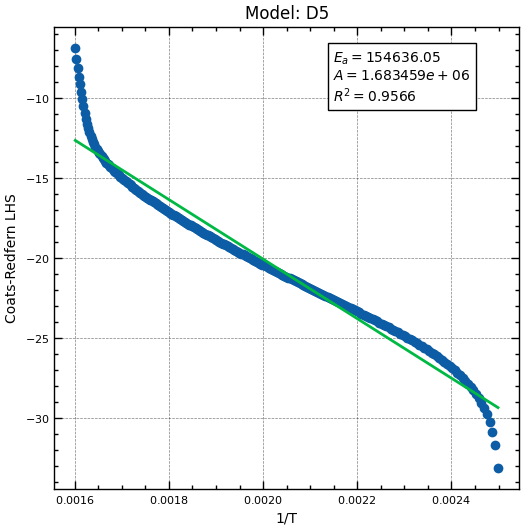 Model: D5
E_a = 154636.05
A = 1.683459e + 06
R² = 0.9566
Coats-Redfern LHS
−10
−15
−20
−25
−30
0.0016 0.0018 0.0020 0.0022 0.0024
1/T